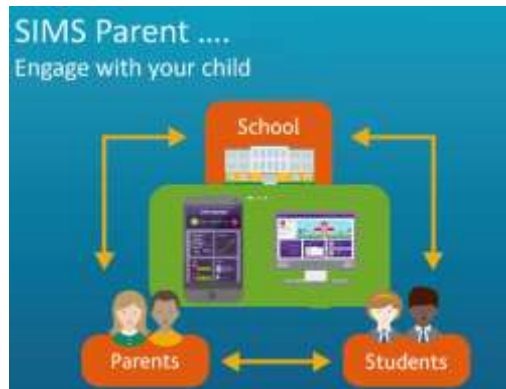 SIMS Parent ....
Engage with your child
School
Parents
Students